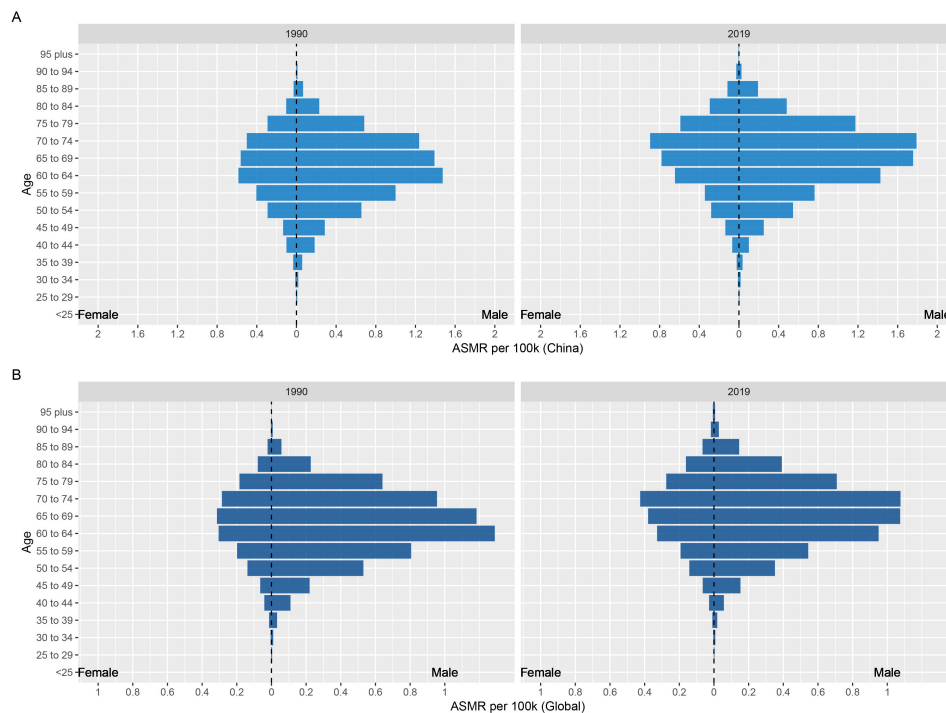 A
1990 2019
95 plus
90 to 94
85 to 89
80 to 84
75 to 79
70 to 74
65 to 69
60 to 64
55 to 59
50 to 54
45 to 49
40 to 44
35 to 39
30 to 34
25 to 29
<25
Age
Female Male Female Male
2 1.6 1.2 0.8 0.4 0 0.4 0.8 1.2 1.6 2 2 1.6 1.2 0.8 0.4 0 0.4 0.8 1.2 1.6 2
ASMR per 100k (China)
B
1990 2019
95 plus
90 to 94
85 to 89
80 to 84
75 to 79
70 to 74
65 to 69
60 to 64
55 to 59
50 to 54
45 to 49
40 to 44
35 to 39
30 to 34
25 to 29
<25
Age
Female Male Female Male
1 0.8 0.6 0.4 0.2 0 0.2 0.4 0.6 0.8 1 1 0.8 0.6 0.4 0.2 0 0.2 0.4 0.6 0.8 1
ASMR per 100k (Global)